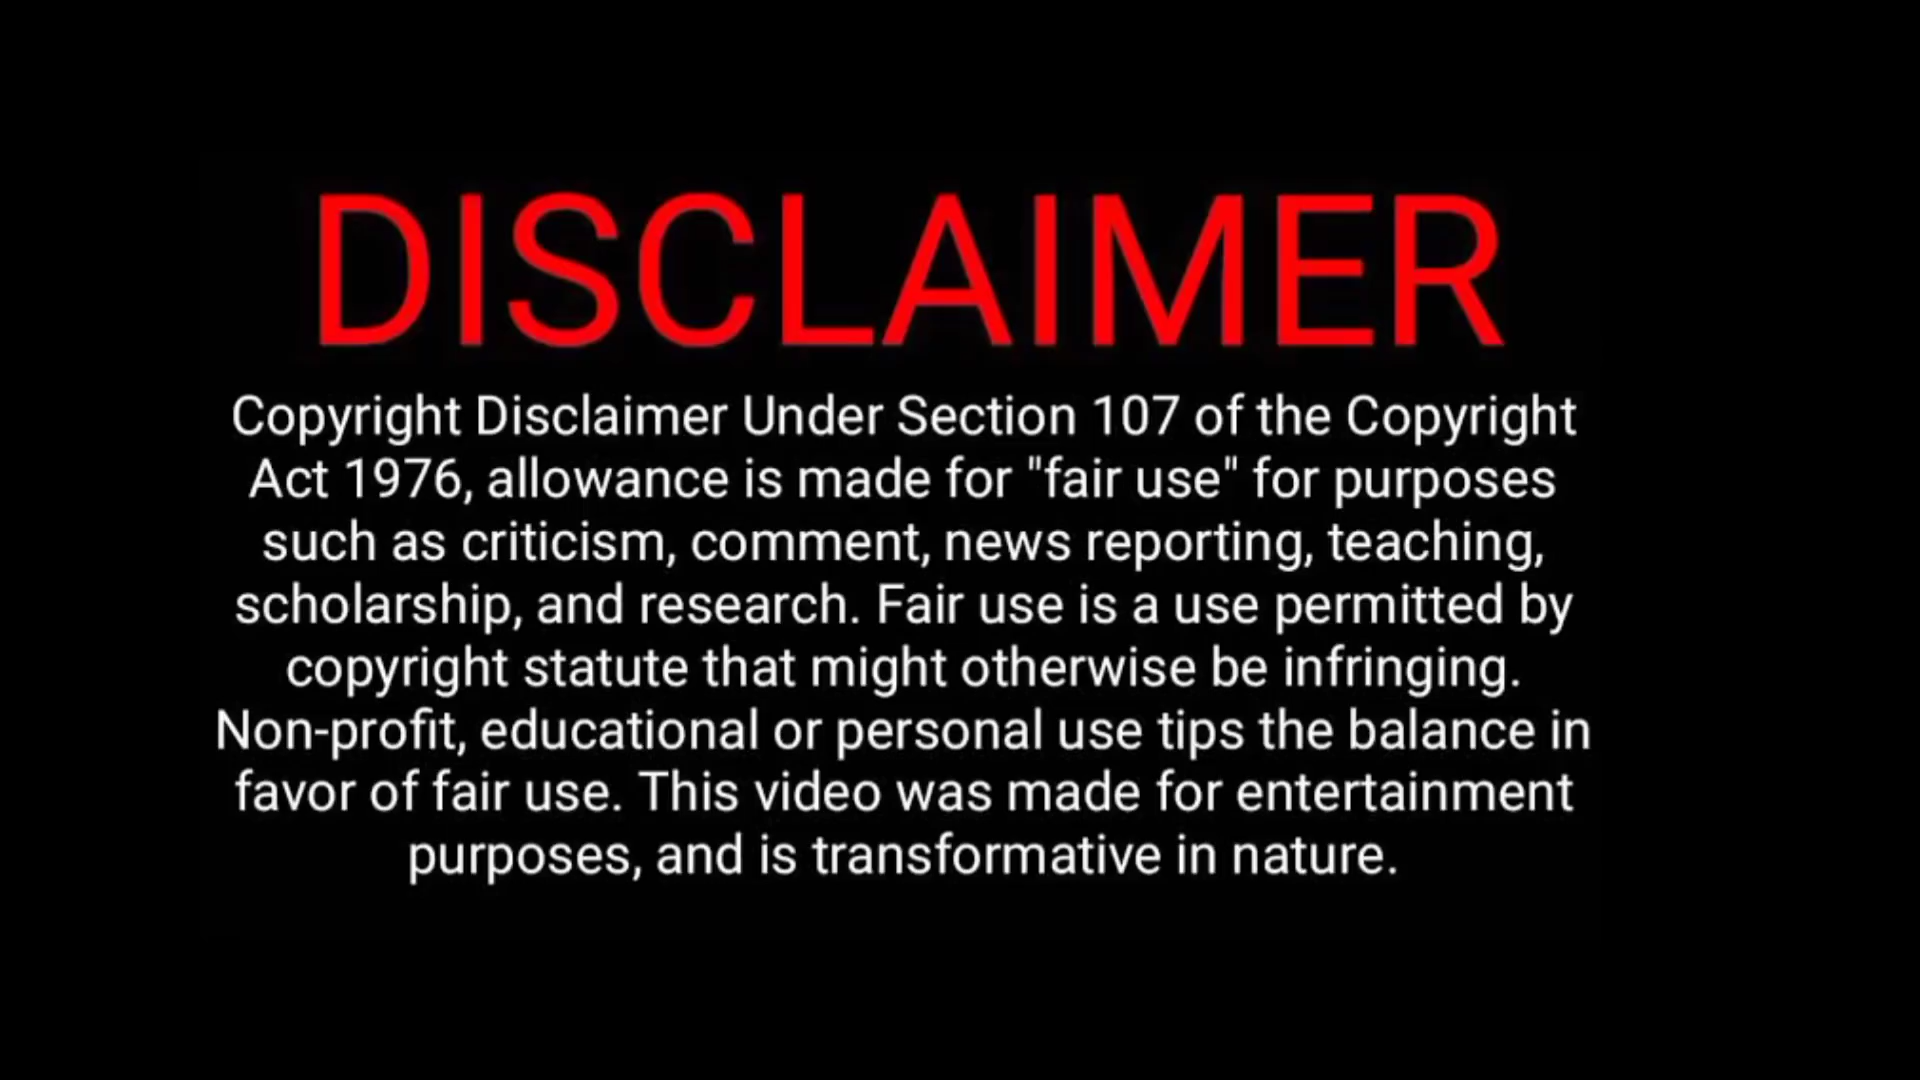 DISCLAIMER
Copyright Disclaimer Under Section 107 of the Copyright
Act 1976, allowance is made for "fair use" for purposes
such as criticism, comment, news reporting, teaching,
scholarship, and research. Fair use is a use permitted by
copyright statute that might otherwise be infringing.
Non-profit, educational or personal use tips the balance in
favor of fair use. This video was made for entertainment
purposes, and is transformative in nature.